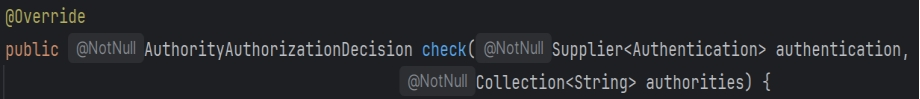 @Override
public @NotNull AuthorityAuthorizationDecision check(@NotNull Supplier<Authentication> authentication,
@NotNull Collection<String> authorities) {